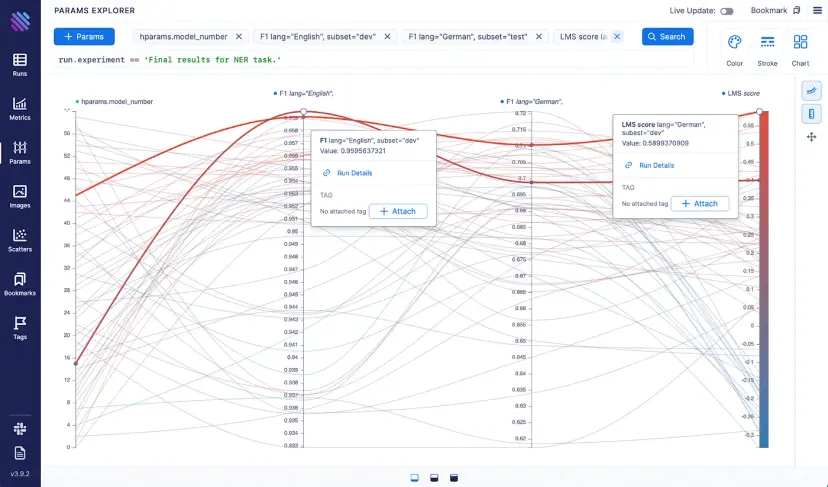 PARAMS EXPLORER
Live Update:
Bookmark
+ Params
hparams.model_number ×
F1 lang="English", subset="dev" ×
F1 lang="German", subset="test" ×
LMS score la ×
Search
run.experiment == 'Final results for NER task.'
Color
Stroke
Chart
Runs
Metrics
Params
Images
Scatters
Bookmarks
Tags
v3.9.2
hparams.model_number
F1 lang="English",
F1 lang="German",
LMS score
59
56
52
48
44
40
36
32
28
24
20
16
12
8
4
0
0.959
0.958
0.957
0.956
0.955
0.954
0.953
0.952
0.951
0.95
0.949
0.948
0.947
0.946
0.945
0.944
0.943
0.942
0.941
0.94
0.939
0.938
0.937
0.936
0.935
0.934
0.933
0.72
0.71
0.7
0.695
0.69
0.685
0.68
0.675
0.67
0.665
0.66
0.655
0.65
0.645
0.64
0.635
0.63
0.625
0.62
0.55
0.5
0.45
0.4
0.35
0.3
0.25
0.2
0.15
0.1
0.05
0
-0.05
-0.1
-0.15
-0.2
-0.3
F1 lang="English", subset="dev"
Value: 0.9595637321
Run Details
TAG
No attached tag
+ Attach
LMS score lang="German",
subest="dev"
Value: 0.5899370909
Run Details
TAG
No attached tag
+ Attach